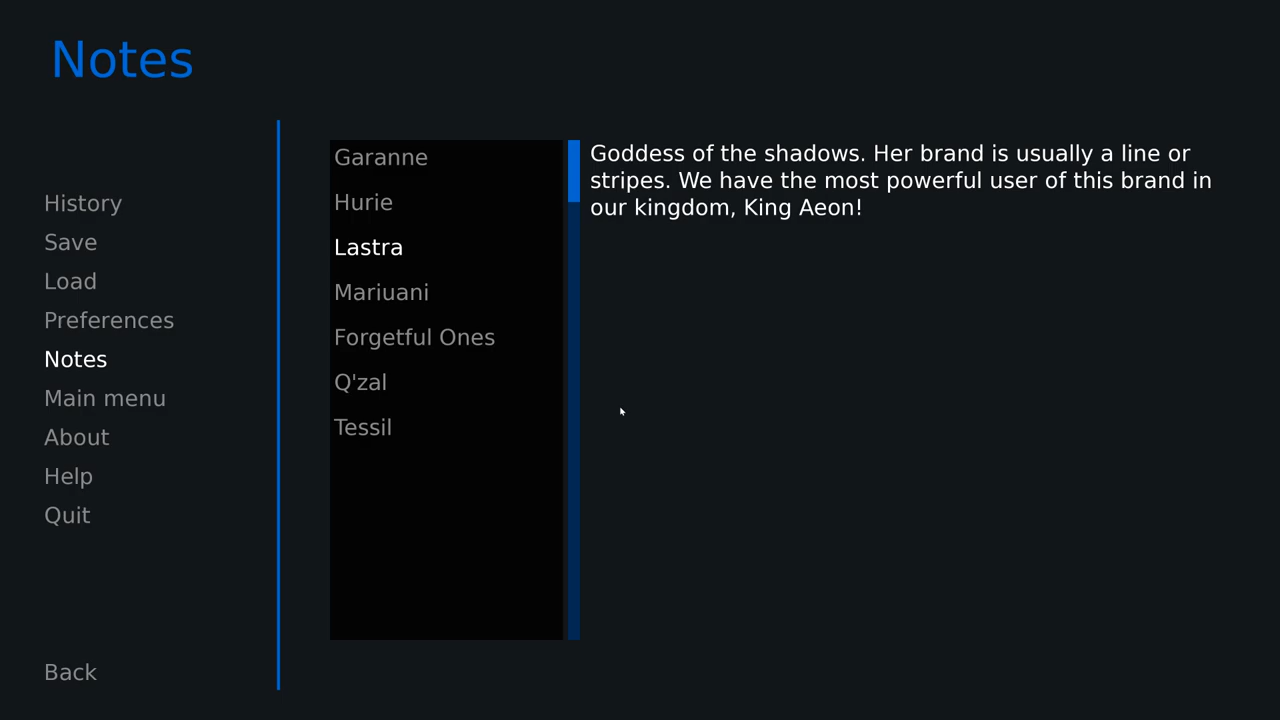 Notes
History
Save
Load
Preferences
Notes
Main menu
About
Help
Quit
Back
Garanne
Hurie
Lastra
Mariuani
Forgetful Ones
Q'zal
Tessil
Goddess of the shadows. Her brand is usually a line or
stripes. We have the most powerful user of this brand in
our kingdom, King Aeon!